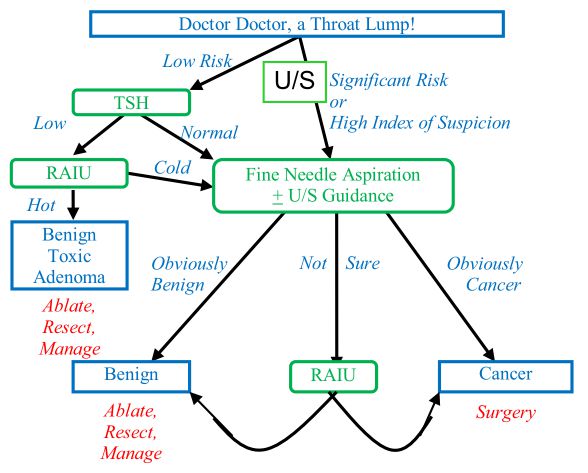 Doctor Doctor, a Throat Lump!
Low Risk
U/S
Significant Risk
or
High Index of Suspicion
TSH
Low
Normal
RAIU
Cold
Fine Needle Aspiration
± U/S Guidance
Hot
Benign
Toxic
Adenoma
Ablate,
Resect,
Manage
Obviously
Benign
Not Sure
Obviously
Cancer
Benign
RAIU
Cancer
Ablate,
Resect,
Manage
Surgery